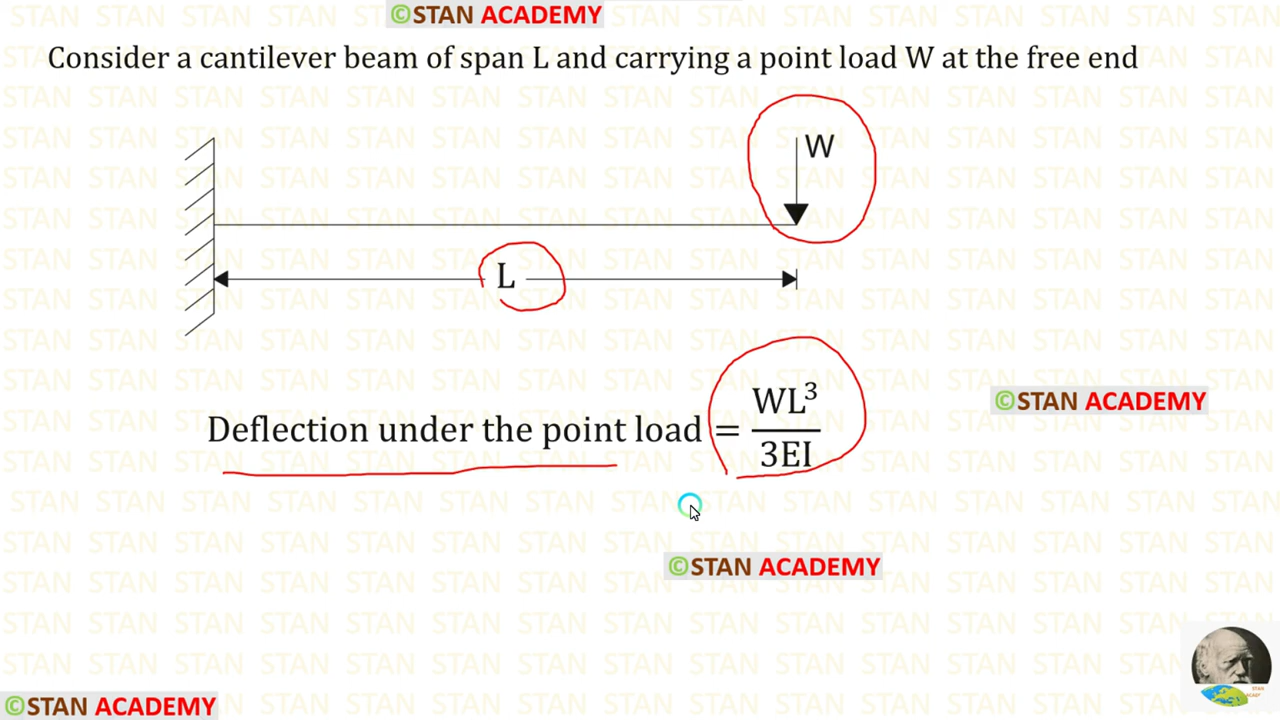 ©STAN ACADEMY
Consider a cantilever beam of span L and carrying a point load W at the free end
W
L
Deflection under the point load = WL³/3EI
©STAN ACADEMY
©STAN ACADEMY
©STAN ACADEMY